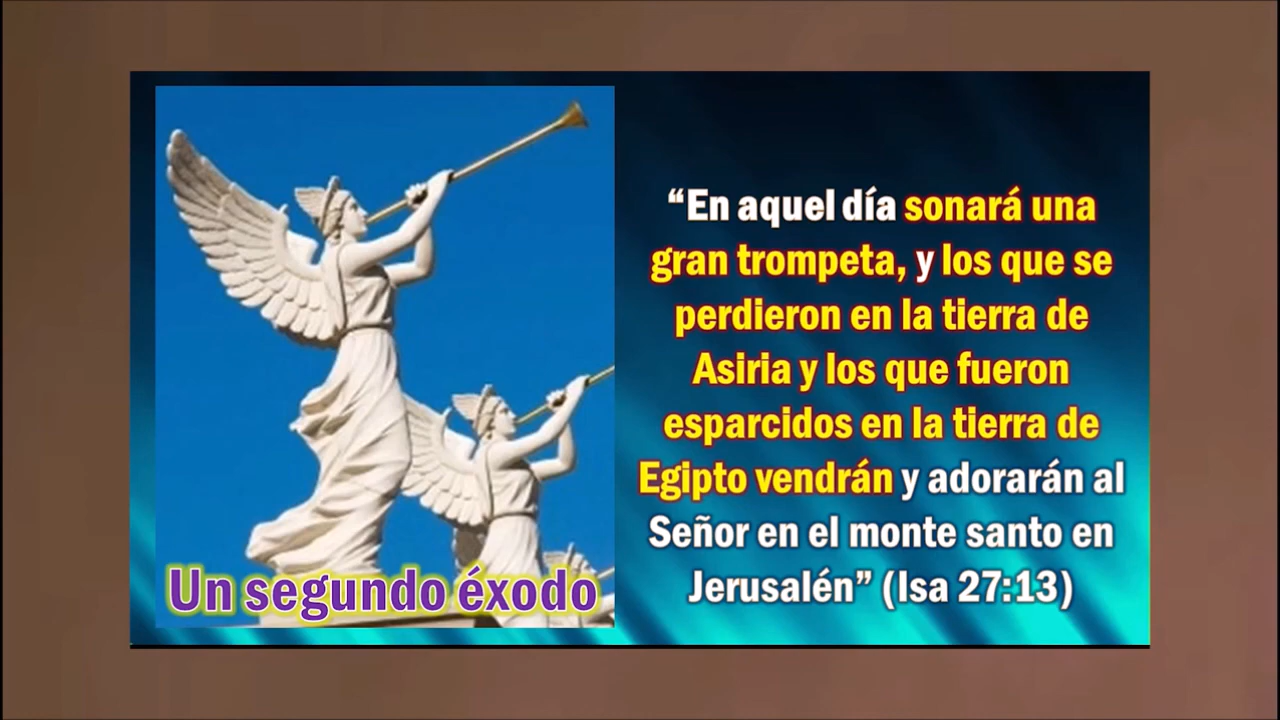 Un segundo éxodo
“En aquel día sonará una
gran trompeta, y los que se
perdieron en la tierra de
Asiria y los que fueron
esparcidos en la tierra de
Egipto vendrán y adorarán al
Señor en el monte santo en
Jerusalén” (Isa 27:13)